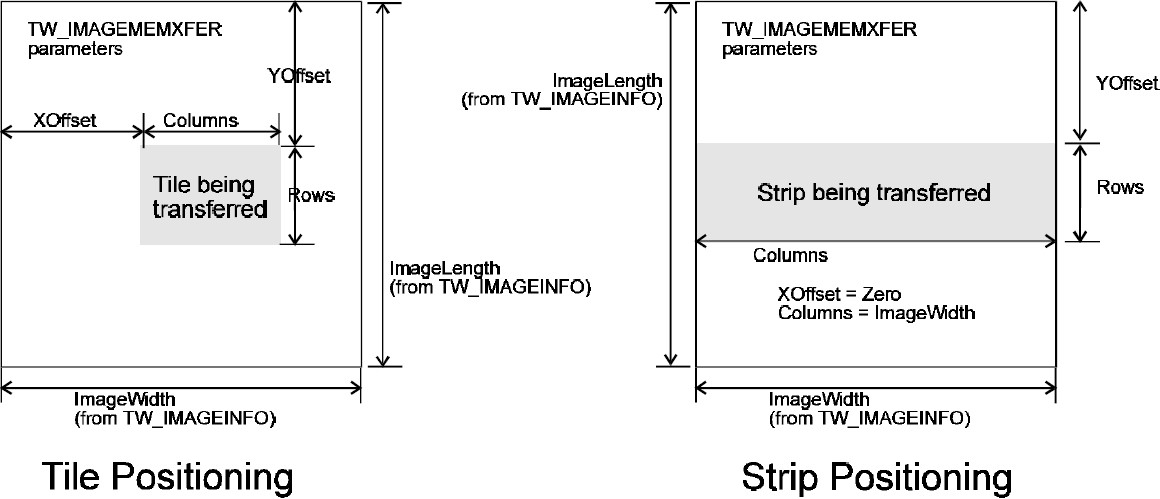 TW_IMAGEMEMXFER
parameters
YOffset
XOffset
Columns
Tile being
transferred
Rows
ImageLength
(from TW_IMAGEINFO)
ImageWidth
(from TW_IMAGEINFO)
Tile Positioning
TW_IMAGEMEMXFER
parameters
ImageLength
(from TW_IMAGEINFO)
YOffset
Strip being transferred
Rows
Columns
XOffset = Zero
Columns = ImageWidth
ImageWidth
(from TW_IMAGEINFO)
Strip Positioning